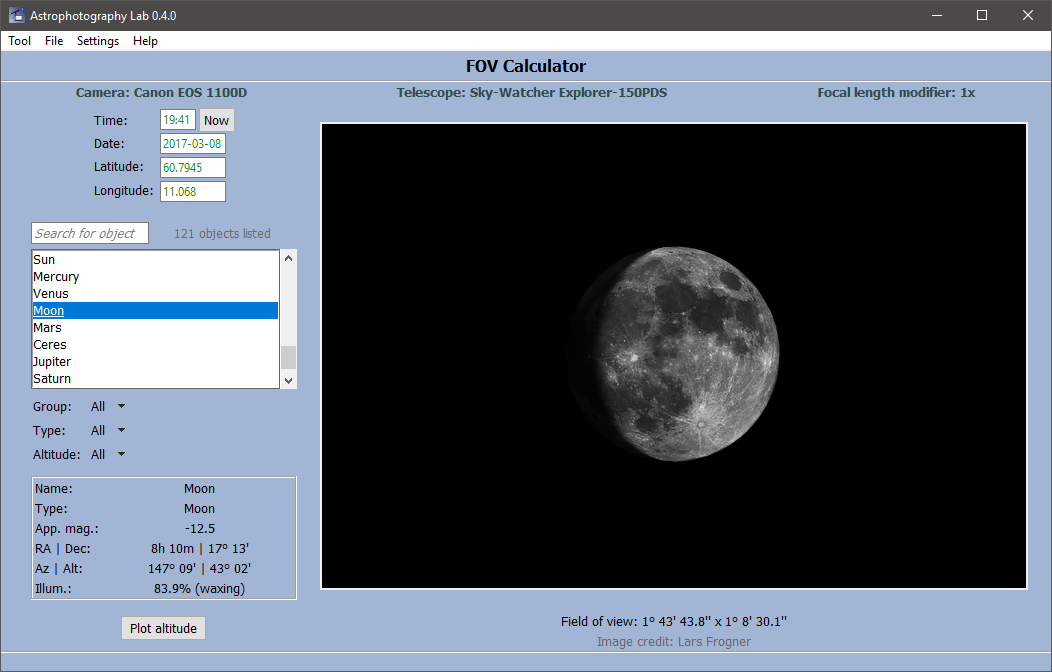 Astrophotography Lab 0.4.0
Tool File Settings Help
FOV Calculator
Camera: Canon EOS 1100D Telescope: Sky-Watcher Explorer-150PDS Focal length modifier: 1x
Time: 19:41 Now
Date: 2017-03-08
Latitude: 60.7945
Longitude: 11.068
Search for object 121 objects listed
Sun
Mercury
Venus
Moon
Mars
Ceres
Jupiter
Saturn
Group: All
Type: All
Altitude: All
Name: Moon
Type: Moon
App. mag.: -12.5
RA | Dec: 8h 10m | 17° 13'
Az | Alt: 147° 09' | 43° 02'
Illum.: 83.9% (waxing)
Plot altitude
Field of view: 1° 43' 43.8" x 1° 8' 30.1"
Image credit: Lars Frogner